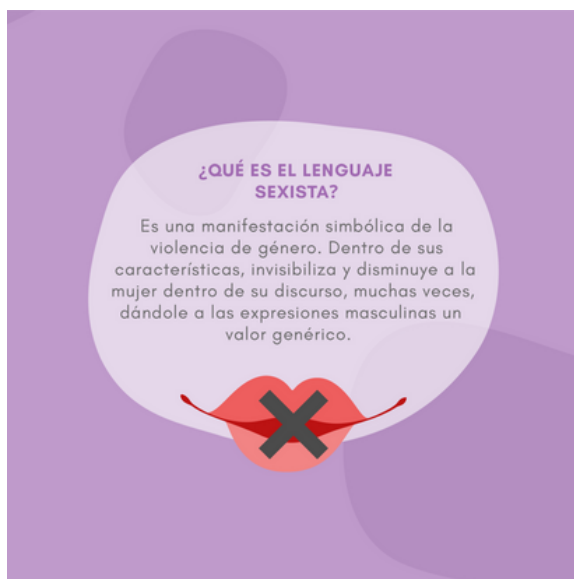 ¿QUÉ ES EL LENGUAJE
SEXISTA?
Es una manifestación simbólica de la
violencia de género. Dentro de sus
características, invisibiliza y disminuye a la
mujer dentro de su discurso, muchas veces,
dándole a las expresiones masculinas un
valor genérico.